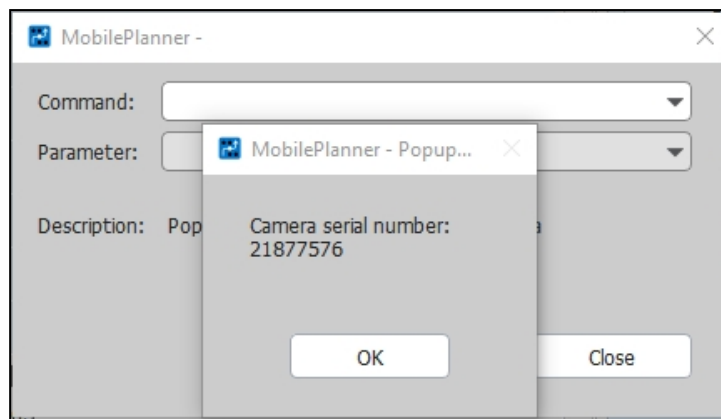 MobilePlanner -
Command:
Parameter:
MobilePlanner - Popup...
Description: Pop
Camera serial number:
21877576
a
OK
Close